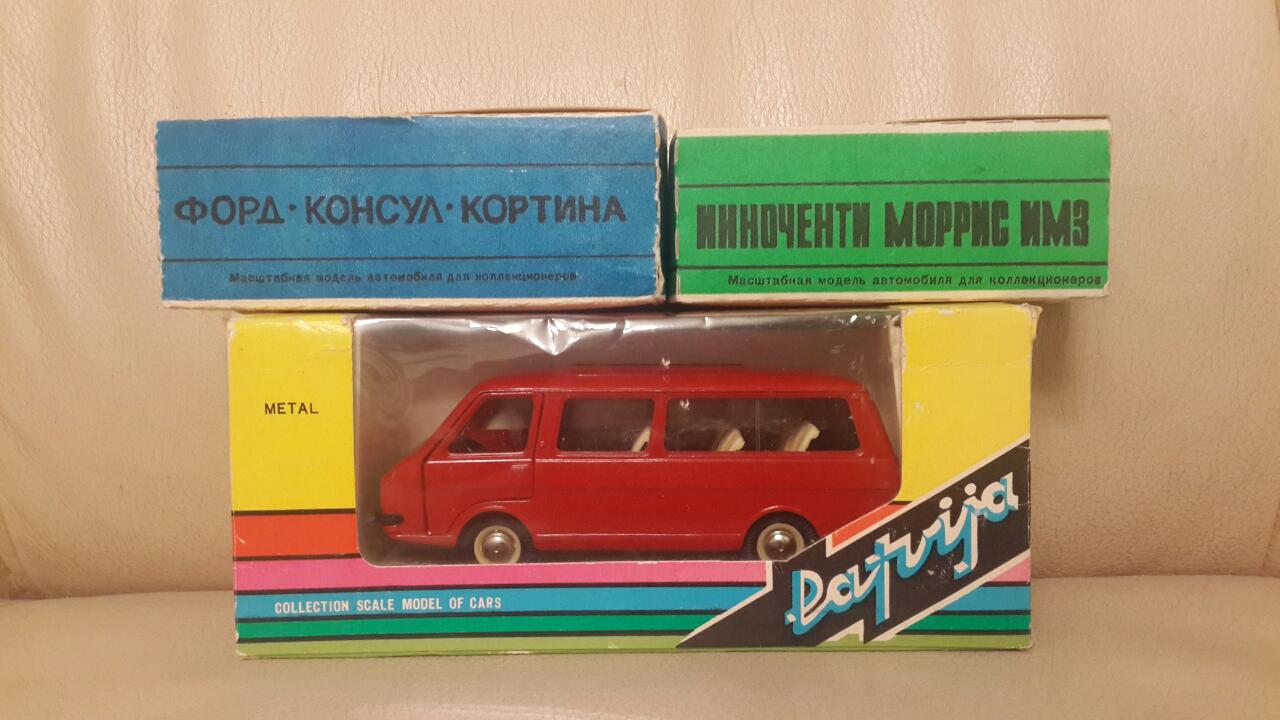 ФОРД · КОНСУЛ · КОРТИНА
Масштабная модель автомобиля для коллекционеров
ИННОЧЕНТИ МОРРИС ИМЗ
Масштабная модель автомобиля для коллекционеров
METAL
Latvija
COLLECTION SCALE MODEL OF CARS